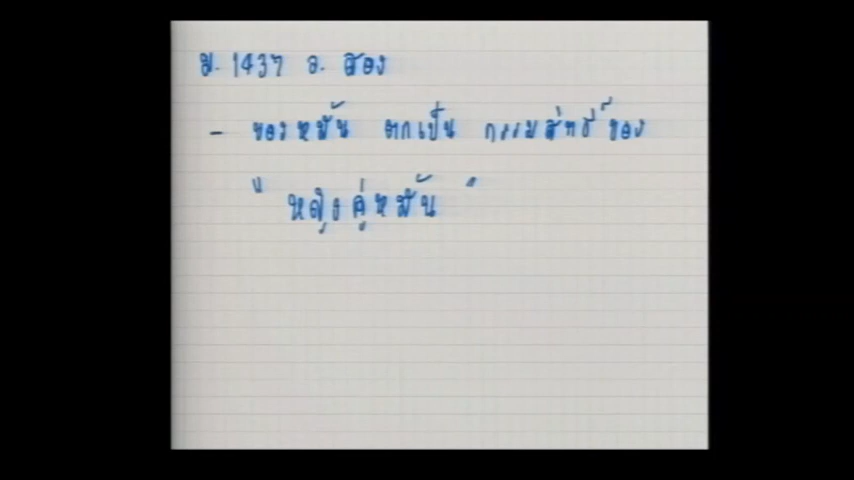 ม. 1437 ว. สอง
- ของหมั้น ตกเป็น กรรมสิทธิ์ ของ
" หญิงคู่หมั้น "